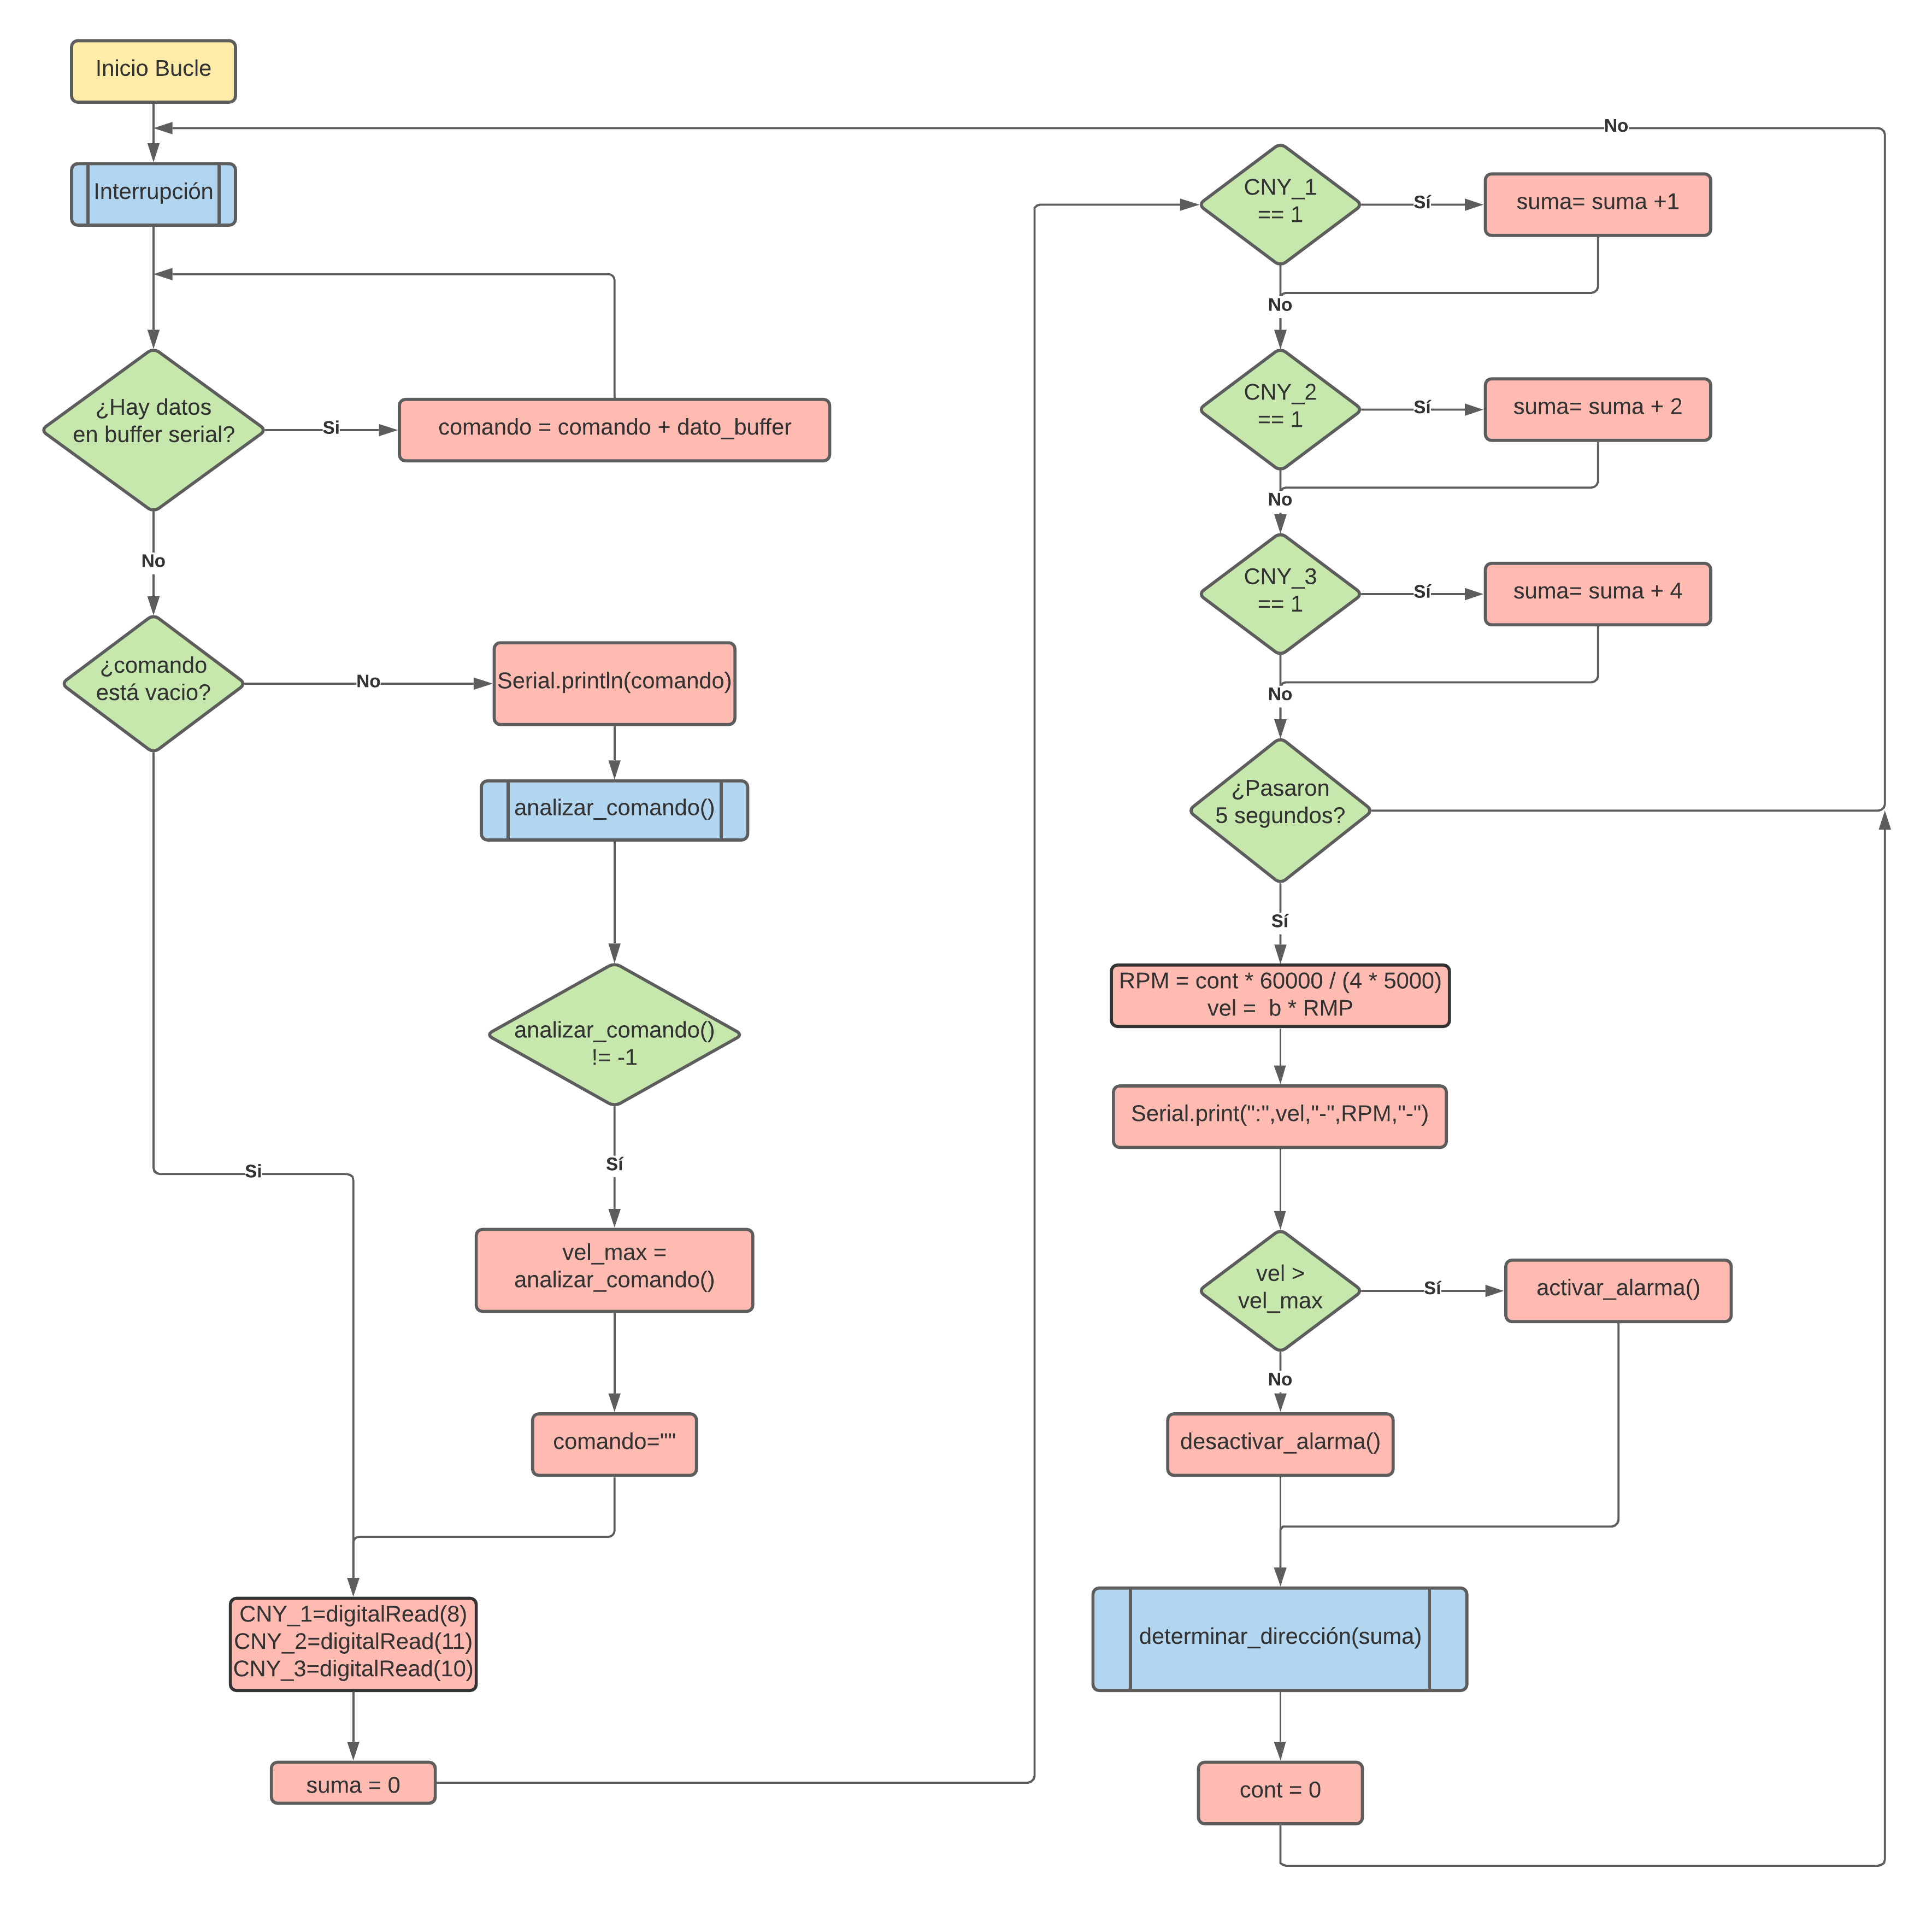 Inicio Bucle
Interrupción
¿Hay datos
en buffer serial?
Si
comando = comando + dato_buffer
No
¿comando
está vacio?
No
Serial.println(comando)
analizar_comando()
analizar_comando()
!= -1
Sí
vel_max =
analizar_comando()
comando=""
Si
CNY_1=digitalRead(8)
CNY_2=digitalRead(11)
CNY_3=digitalRead(10)
suma = 0
CNY_1
== 1
Sí
suma= suma +1
No
CNY_2
== 1
Sí
suma= suma + 2
No
CNY_3
== 1
Sí
suma= suma + 4
No
¿Pasaron
5 segundos?
No
Sí
RPM = cont * 60000 / (4 * 5000)
vel =  b * RMP
Serial.print(":",vel,"-",RPM,"-")
vel >
vel_max
Sí
activar_alarma()
No
desactivar_alarma()
determinar_dirección(suma)
cont = 0